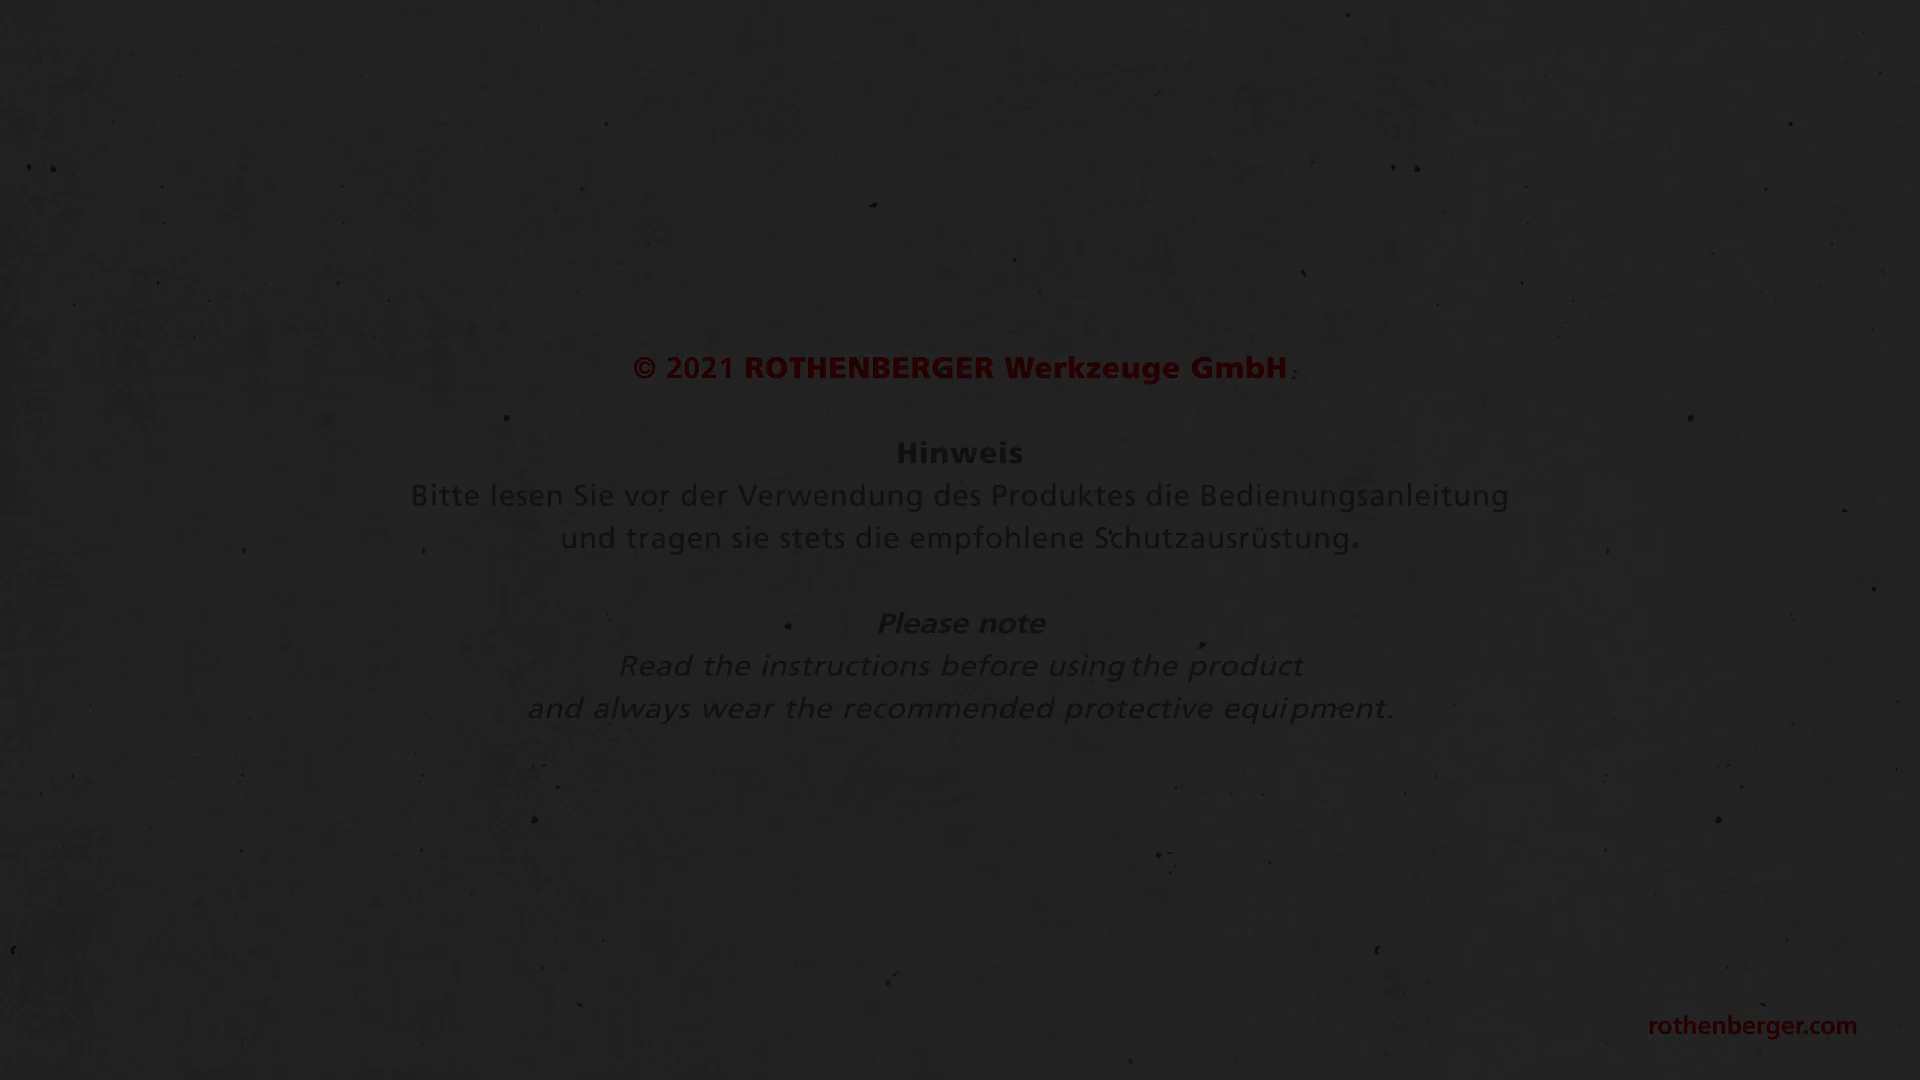 © 2021 ROTHENBERGER Werkzeuge GmbH
Hinweis
Bitte lesen Sie vor der Verwendung des Produktes die Bedienungsanleitung
und tragen sie stets die empfohlene Schutzausrüstung.
Please note
Read the instructions before using the product
and always wear the recommended protective equipment.
rothenberger.com